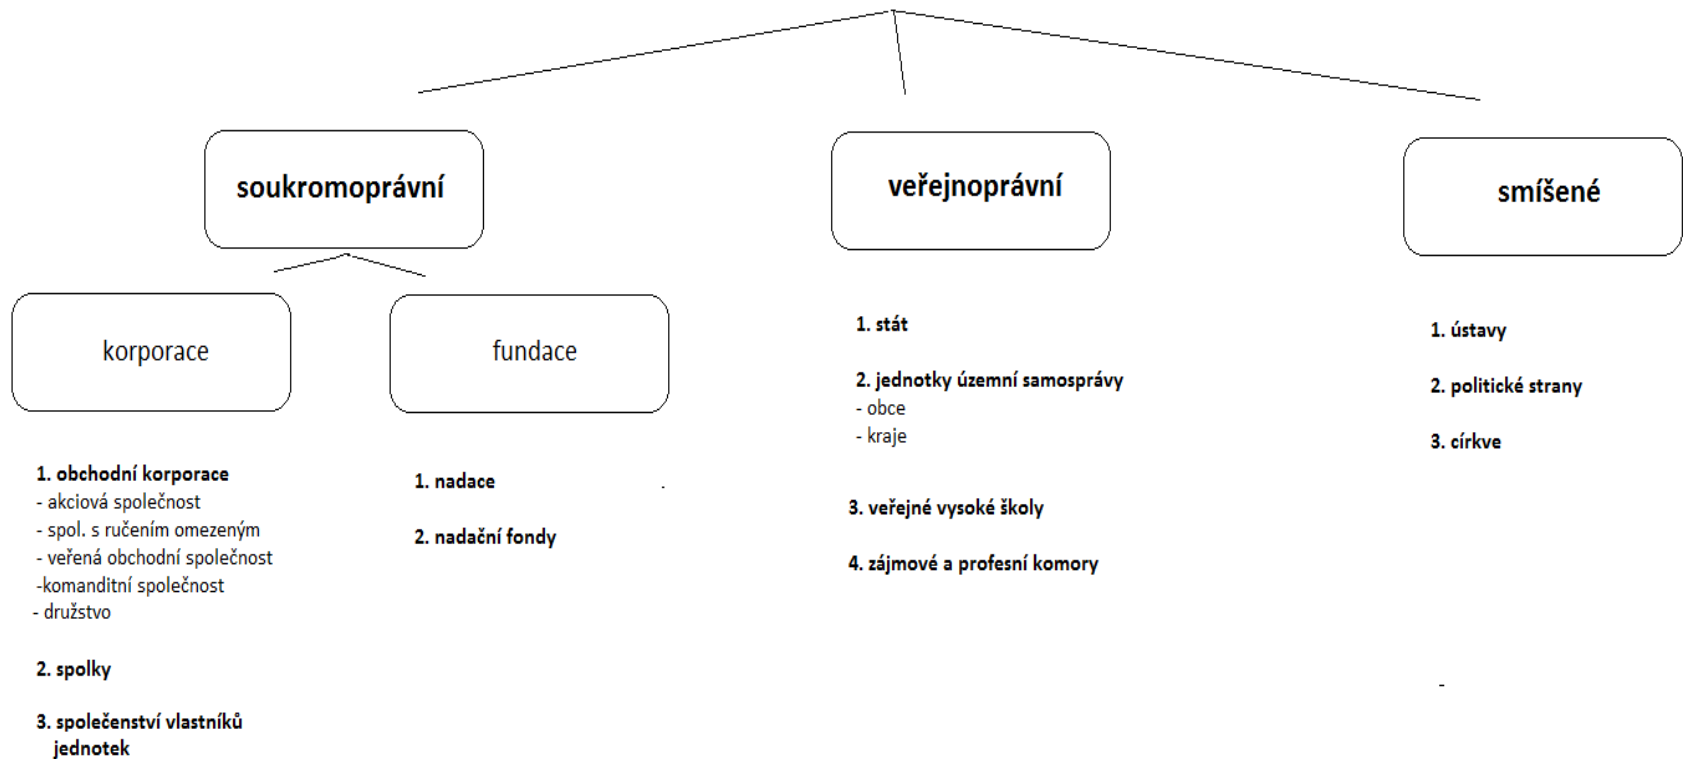 soukromoprávní
veřejnoprávní
smíšené
korporace
fundace
1. obchodní korporace
- akciová společnost
- spol. s ručením omezeným
- veřená obchodní společnost
-komanditní společnost
- družstvo
2. spolky
3. společenství vlastníků
jednotek
1. nadace
2. nadační fondy
1. stát
2. jednotky územní samosprávy
- obce
- kraje
3. veřejné vysoké školy
4. zájmové a profesní komory
1. ústavy
2. politické strany
3. církve